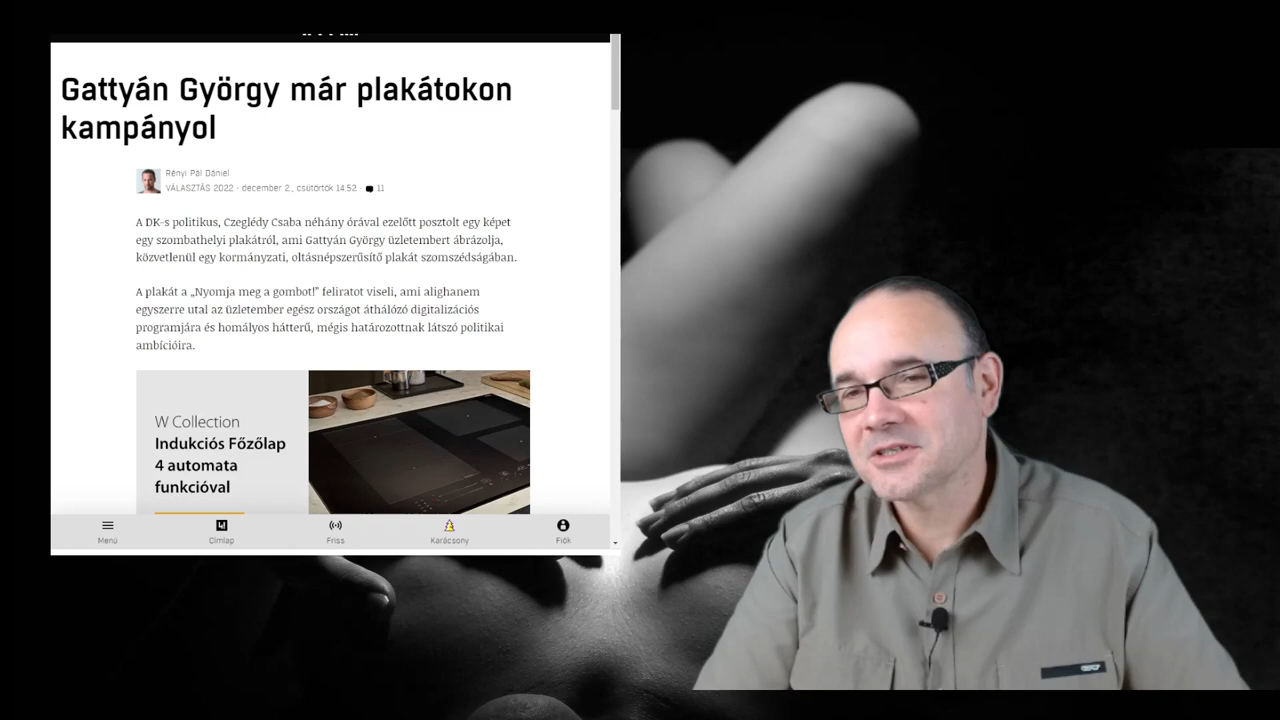 Gattyán György már plakátokon
kampányol
Rényi Pál Dániel
VÁLASZTÁS 2022 · december 2., csütörtök 14:52 · 11
A DK-s politikus, Czeglédy Csaba néhány órával ezelőtt posztolt egy képet
egy szombathelyi plakátról, ami Gattyán György üzletembert ábrázolja,
közvetlenül egy kormányzati, oltásnépszerűsítő plakát szomszédságában.
A plakát a „Nyomja meg a gombot!” feliratot viseli, ami alighanem
egyszerre utal az üzletember egész országot áthálózó digitalizációs
programjára és homályos hátterű, mégis határozottnak látszó politikai
ambícióira.
W Collection
Indukciós Főzőlap
4 automata
funkcióval
Menü Címlap Friss Karácsony Fiók